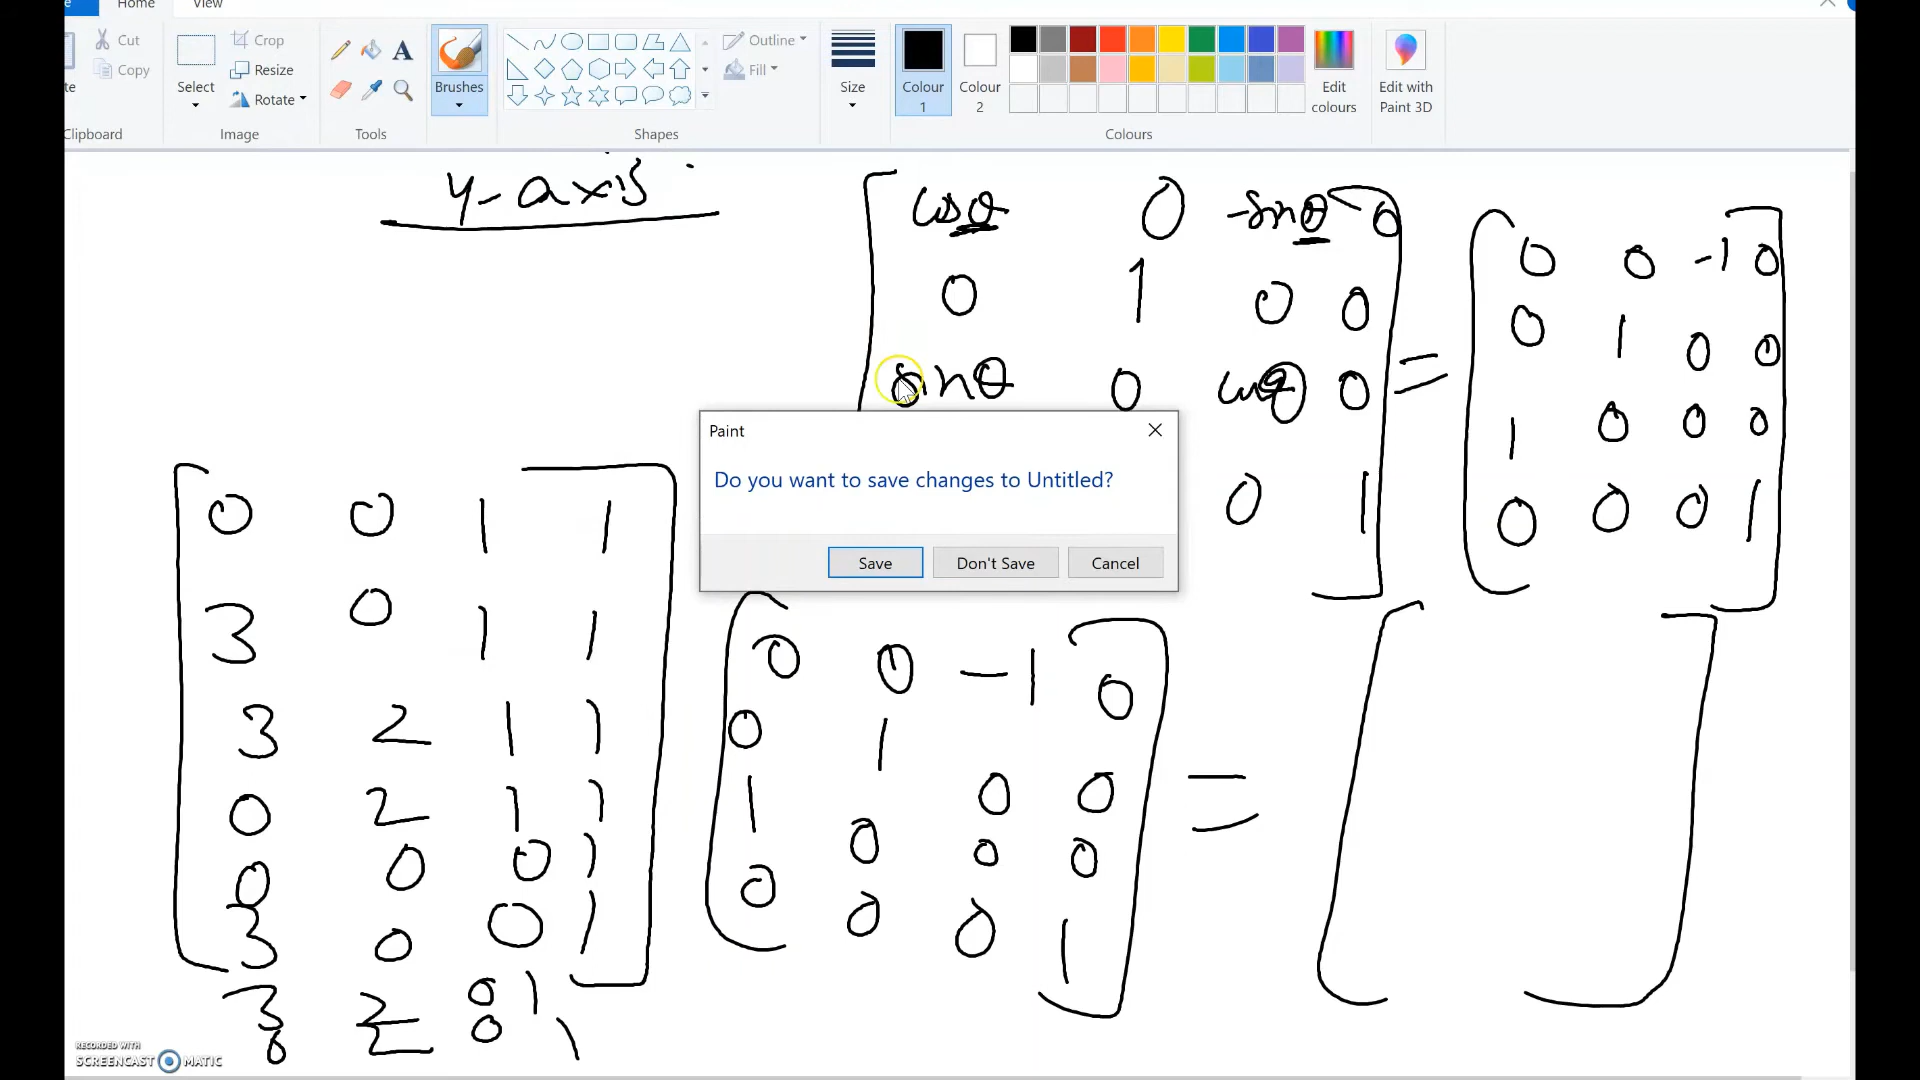 Home View
Cut
Copy
Clipboard
Select
Crop
Resize
Rotate
Image
A
Tools
Brushes
Shapes
Outline
Fill
Size
Colour 1
Colour 2
Edit colours
Edit with Paint 3D
Colours
y-axis
cosθ 0 -sinθ 0
0 1 0 0
sinθ 0 cosθ 0
0 1
=
0 0 -1 0
0 1 0 0
1 0 0 0
0 0 0 1
Paint
Do you want to save changes to Untitled?
Save Don't Save Cancel
0 0 1 1
3 0 1 1
3 2 1 1
0 2 1 1
0 0 0 1
3 0 0 1
3 2 0 1
0 2 0 1
0 0 -1 0
0 1 0 0
1 0 0 0
0 0 0 1
=
RECORDED WITH
SCREENCAST MATIC